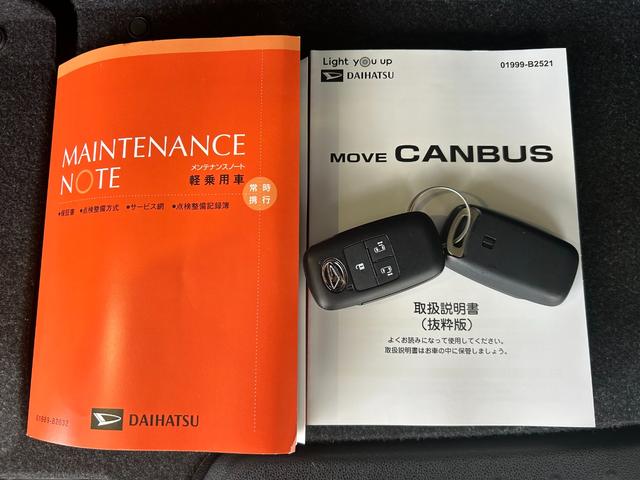 MAINTENANCE
NOTE
メンテナンスノート
軽乗用車
常時
携行
•保証書 •点検整備方式 •サービス網 •点検整備記録簿
DAIHATSU
Light you up
DAIHATSU
01999-B2521
MOVE CANBUS
取扱説明書
(抜粋版)
よくお読みになって使用してください。
取扱説明書はお車の中に保管しましょう。